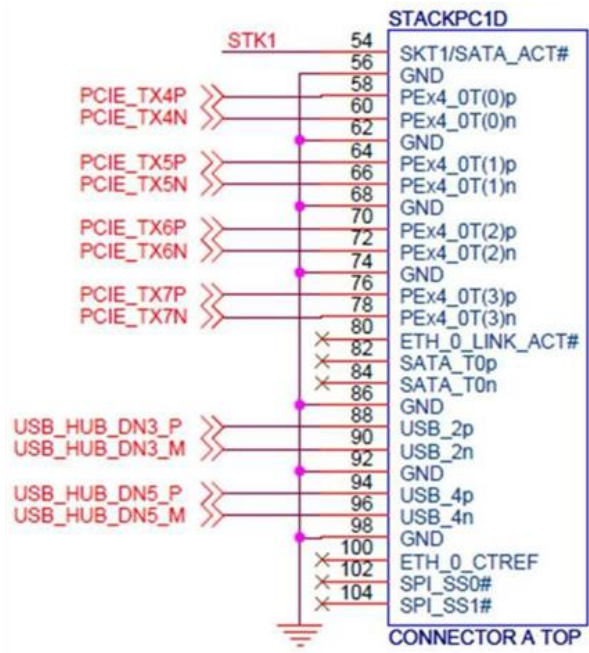 STACKPC1D
STK1 54 SKT1/SATA_ACT#
56 GND
PCIE_TX4P 58 PEx4_0T(0)p
PCIE_TX4N 60 PEx4_0T(0)n
62 GND
PCIE_TX5P 64 PEx4_0T(1)p
PCIE_TX5N 66 PEx4_0T(1)n
68 GND
PCIE_TX6P 70 PEx4_0T(2)p
PCIE_TX6N 72 PEx4_0T(2)n
74 GND
PCIE_TX7P 76 PEx4_0T(3)p
PCIE_TX7N 78 PEx4_0T(3)n
80 ETH_0_LINK_ACT#
82 SATA_T0p
84 SATA_T0n
86 GND
USB_HUB_DN3_P 88 USB_2p
USB_HUB_DN3_M 90 USB_2n
92 GND
USB_HUB_DN5_P 94 USB_4p
USB_HUB_DN5_M 96 USB_4n
98 GND
100 ETH_0_CTREF
102 SPI_SS0#
104 SPI_SS1#
CONNECTOR A TOP